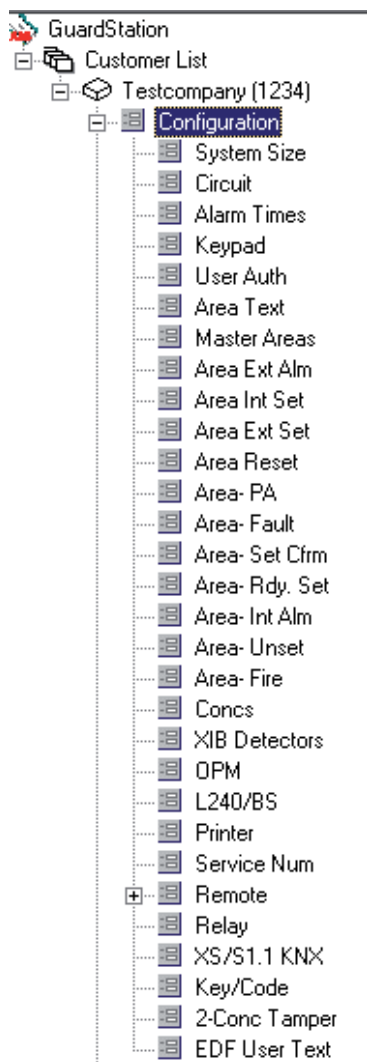 GuardStation
Customer List
Testcompany (1234)
Configuration
System Size
Circuit
Alarm Times
Keypad
User Auth
Area Text
Master Areas
Area Ext Alm
Area Int Set
Area Ext Set
Area Reset
Area- PA
Area- Fault
Area- Set Cfrm
Area- Rdy. Set
Area- Int Alm
Area- Unset
Area- Fire
Concs
XIB Detectors
OPM
L240/BS
Printer
Service Num
Remote
Relay
XS/S1.1 KNX
Key/Code
2-Conc Tamper
EDF User Text